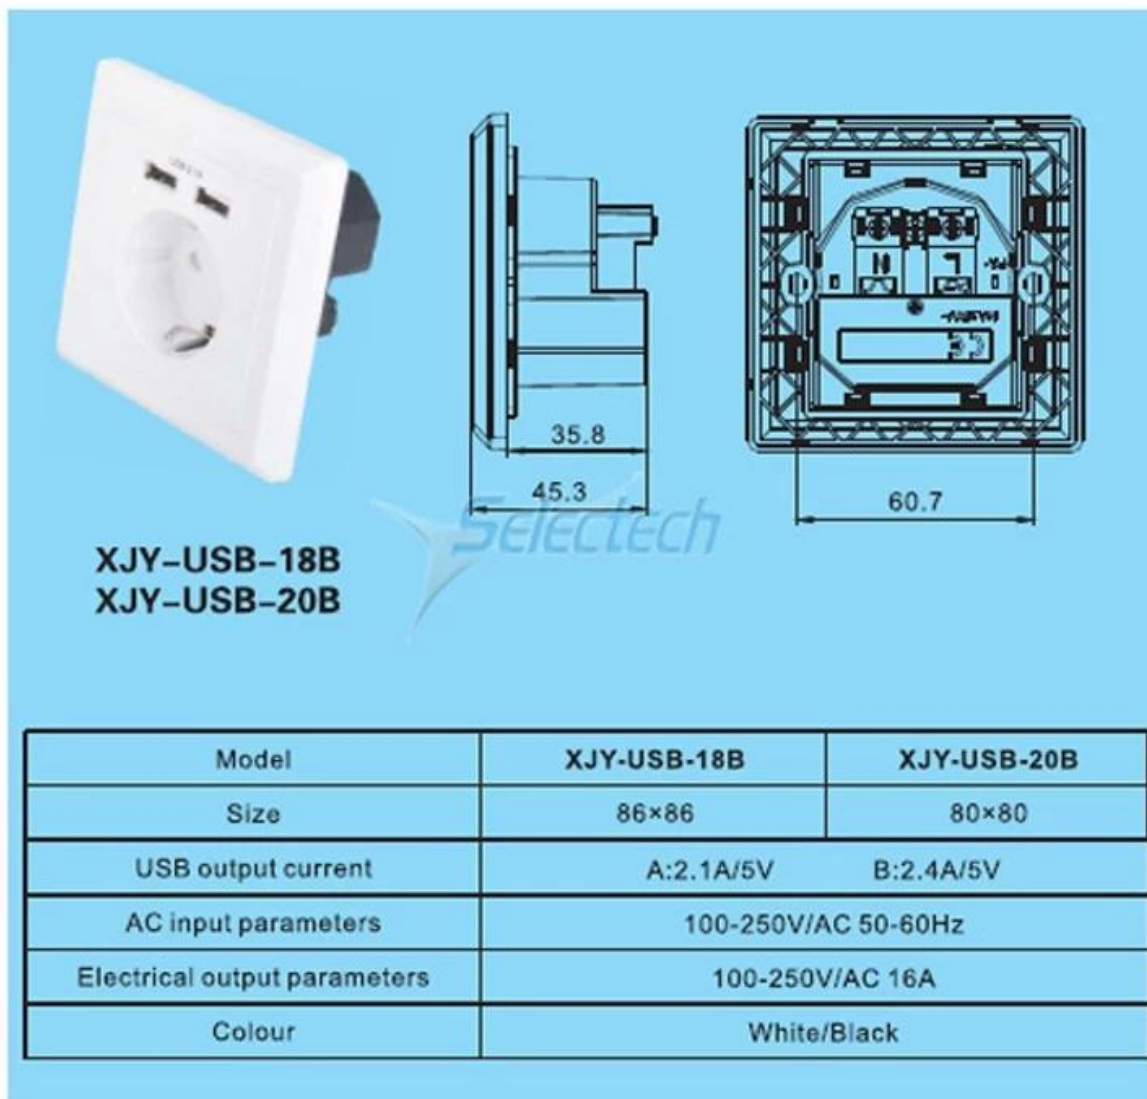 35.8
45.3
60.7
N
L
Selectech
XJY-USB-18B
XJY-USB-20B
Model XJY-USB-18B XJY-USB-20B
Size 86×86 80×80
USB output current A:2.1A/5V B:2.4A/5V
AC input parameters 100-250V/AC 50-60Hz
Electrical output parameters 100-250V/AC 16A
Colour White/Black